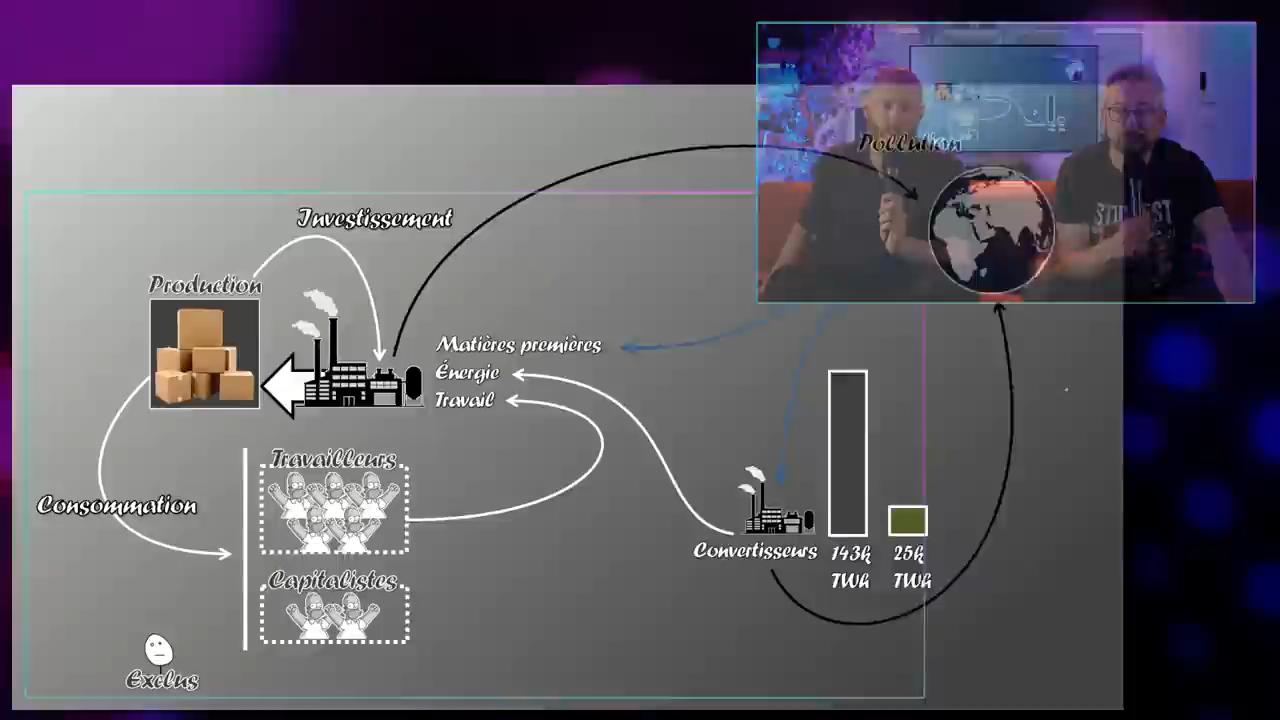 Pollution
Investissement
Production
Matières premières
Énergie
Travail
Travailleurs
Consommation
Convertisseurs
143k
TWh
25k
TWh
Capitalistes
Exclus